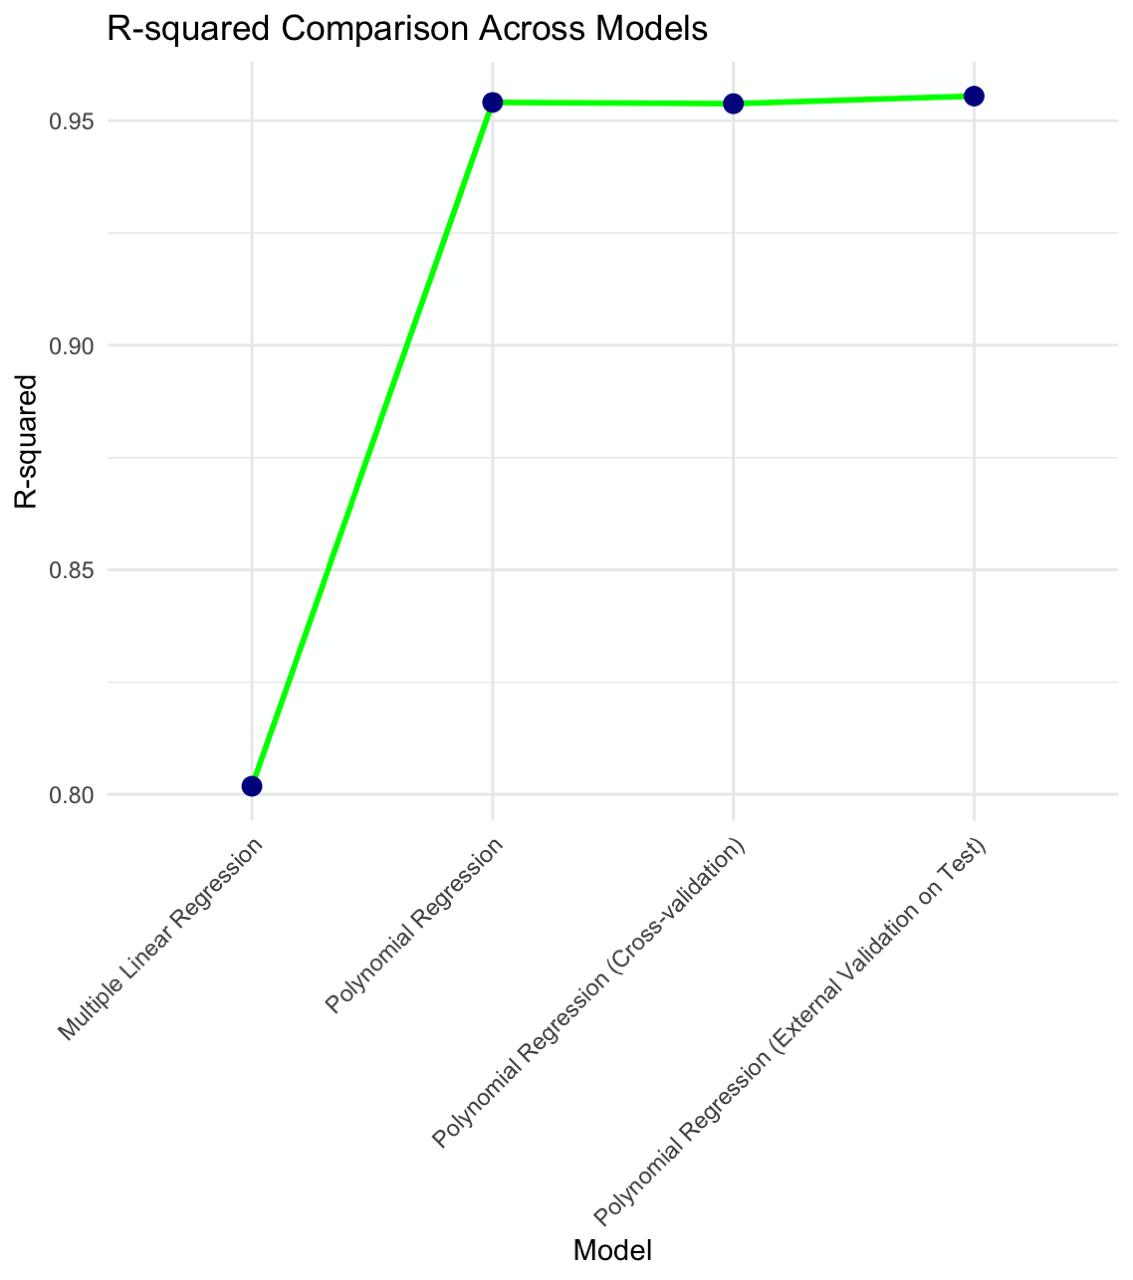 R-squared Comparison Across Models
R-squared
0.95
0.90
0.85
0.80
Multiple Linear Regression
Polynomial Regression
Polynomial Regression (Cross-validation)
Polynomial Regression (External Validation on Test)
Model